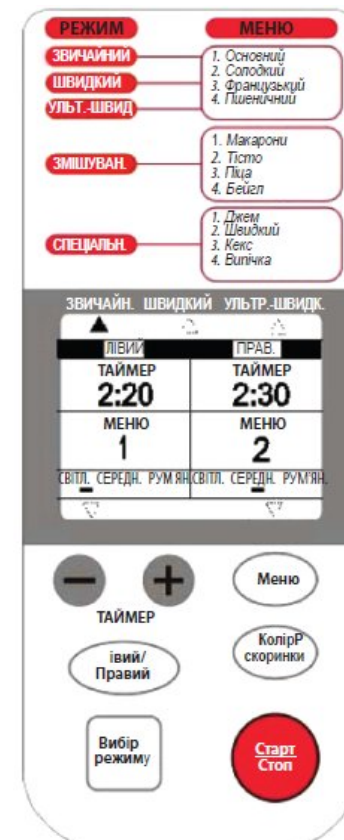 РЕЖИМ МЕНЮ
ЗВИЧАЙНИЙ
ШВИДКИЙ
УЛЬТ.-ШВИД
1. Основний
2. Солодкий
3. Французький
4. Пшеничний
ЗМІШУВАН.
1. Макарони
2. Тісто
3. Піца
4. Бейгл
СПЕЦІАЛЬН.
1. Джем
2. Швидкий
3. Кекс
4. Випічка
ЗВИЧАЙН. ШВИДКИЙ УЛЬТР.-ШВИДК.
ЛІВИЙ ПРАВ.
ТАЙМЕР ТАЙМЕР
2:20 2:30
МЕНЮ МЕНЮ
1 2
СВІТЛ. СЕРЕДН. РУМ ЯН. СВІТЛ. СЕРЕДН. РУМ'ЯН.
− +
ТАЙМЕР
Меню
івий/
Правий
КолірР
скоринки
Вибір
режиму
Старт
Стоп